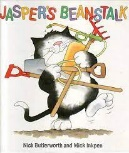 JASPER'S BEANSTALK
Nick Butterworth and Mick Inkpen